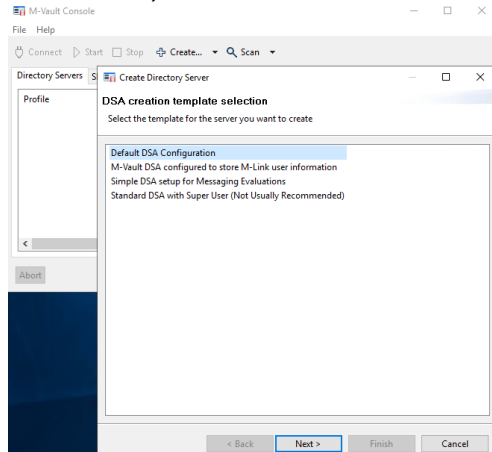 M-Vault Console
File Help
Connect Start Stop Create... Scan
Directory Servers
Create Directory Server
Profile
DSA creation template selection
Select the template for the server you want to create
Default DSA Configuration
M-Vault DSA configured to store M-Link user information
Simple DSA setup for Messaging Evaluations
Standard DSA with Super User (Not Usually Recommended)
Abort
< Back Next > Finish Cancel